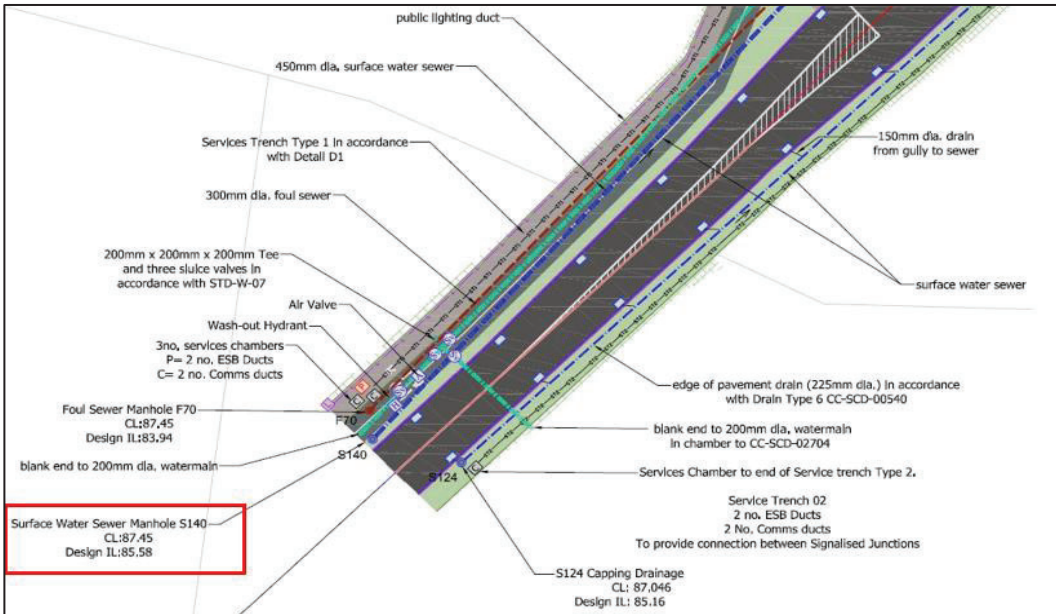 public lighting duct
450mm dia. surface water sewer
Services Trench Type 1 in accordance
with Detail D1
300mm dia. foul sewer
200mm x 200mm x 200mm Tee
and three sluice valves in
accordance with STD-W-07
Air Valve
Wash-out Hydrant
3no. services chambers
P= 2 no. ESB Ducts
C= 2 no. Comms ducts
Foul Sewer Manhole F70
CL:87.45
Design IL:83.94
blank end to 200mm dia. watermain
Surface Water Sewer Manhole S140
CL:87.45
Design IL:85.58
F70
S140
S124
150mm dia. drain
from gully to sewer
surface water sewer
edge of pavement drain (225mm dia.) in accordance
with Drain Type 6 CC-SCD-00540
blank end to 200mm dia. watermain
in chamber to CC-SCD-02704
Services Chamber to end of Service trench Type 2.
Service Trench 02
2 no. ESB Ducts
2 No. Comms ducts
To provide connection between Signalised Junctions
S124 Capping Drainage
CL: 87.046
Design IL: 85.16